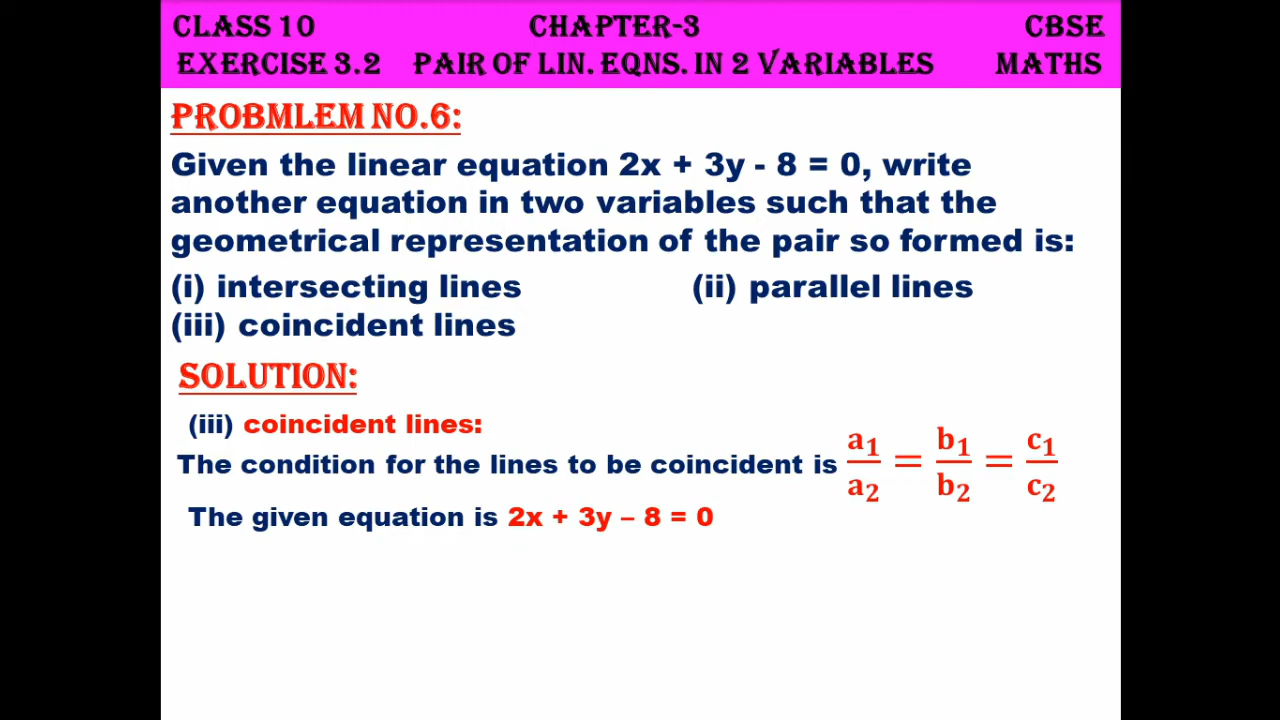 CLASS 10 CHAPTER-3 CBSE
EXERCISE 3.2 PAIR OF LIN. EQNS. IN 2 VARIABLES MATHS
PROBMLEM NO.6:
Given the linear equation 2x + 3y - 8 = 0, write
another equation in two variables such that the
geometrical representation of the pair so formed is:
(i) intersecting lines (ii) parallel lines
(iii) coincident lines
SOLUTION:
(iii) coincident lines:
The condition for the lines to be coincident is a₁/a₂ = b₁/b₂ = c₁/c₂
The given equation is 2x + 3y – 8 = 0